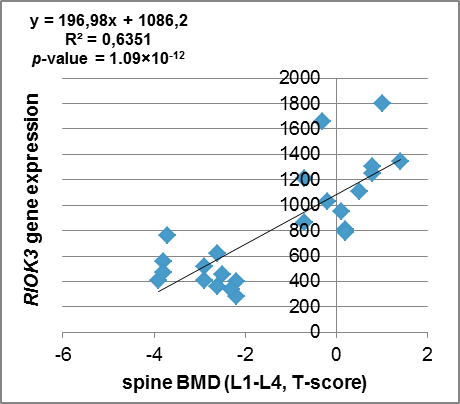 y = 196,98x + 1086,2
R² = 0,6351
p-value = 1.09×10⁻¹²
2000
1800
1600
1400
1200
1000
800
600
400
200
0
-6 -4 -2 0 2
RIOK3 gene expression
spine BMD (L1-L4, T-score)